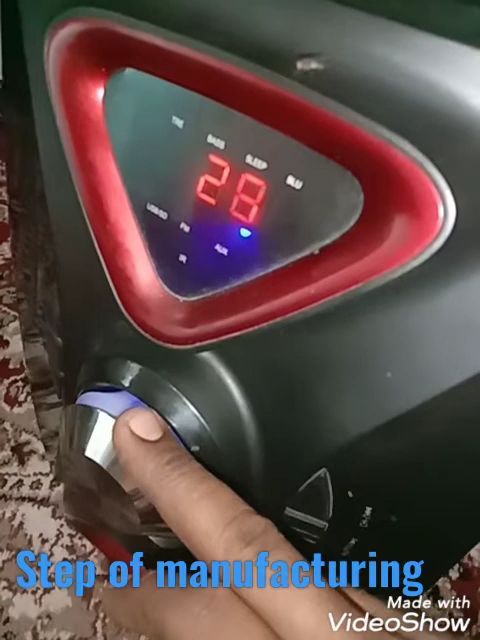 TRE BASS SLEEP BLU
28
USB/SD FM AUX
IR
Step of manufacturing
Made with
VideoShow